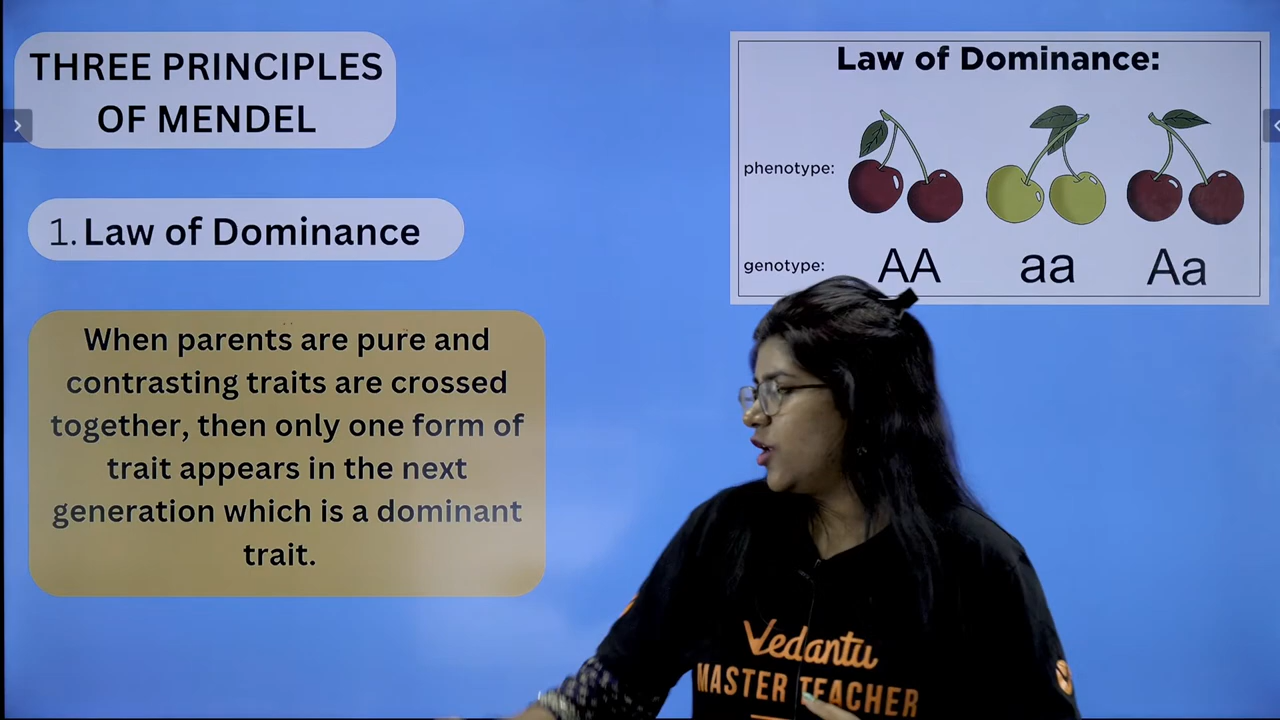 THREE PRINCIPLES
OF MENDEL
1. Law of Dominance
When parents are pure and
contrasting traits are crossed
together, then only one form of
trait appears in the next
generation which is a dominant
trait.
Law of Dominance:
phenotype:
genotype: AA aa Aa
Vedantu
MASTER TEACHER